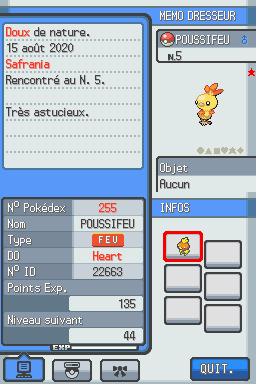 Doux de nature.
15 août 2020
Safrania
Rencontré au N. 5.
Très astucieux.
MEMO DRESSEUR
POUSSIFEU ♂
N.5
Objet
Aucun
INFOS
N° Pokédex 255
Nom POUSSIFEU
Type FEU
DO Heart
N° ID 22663
Points Exp.
135
Niveau suivant
44
EXP
QUIT.